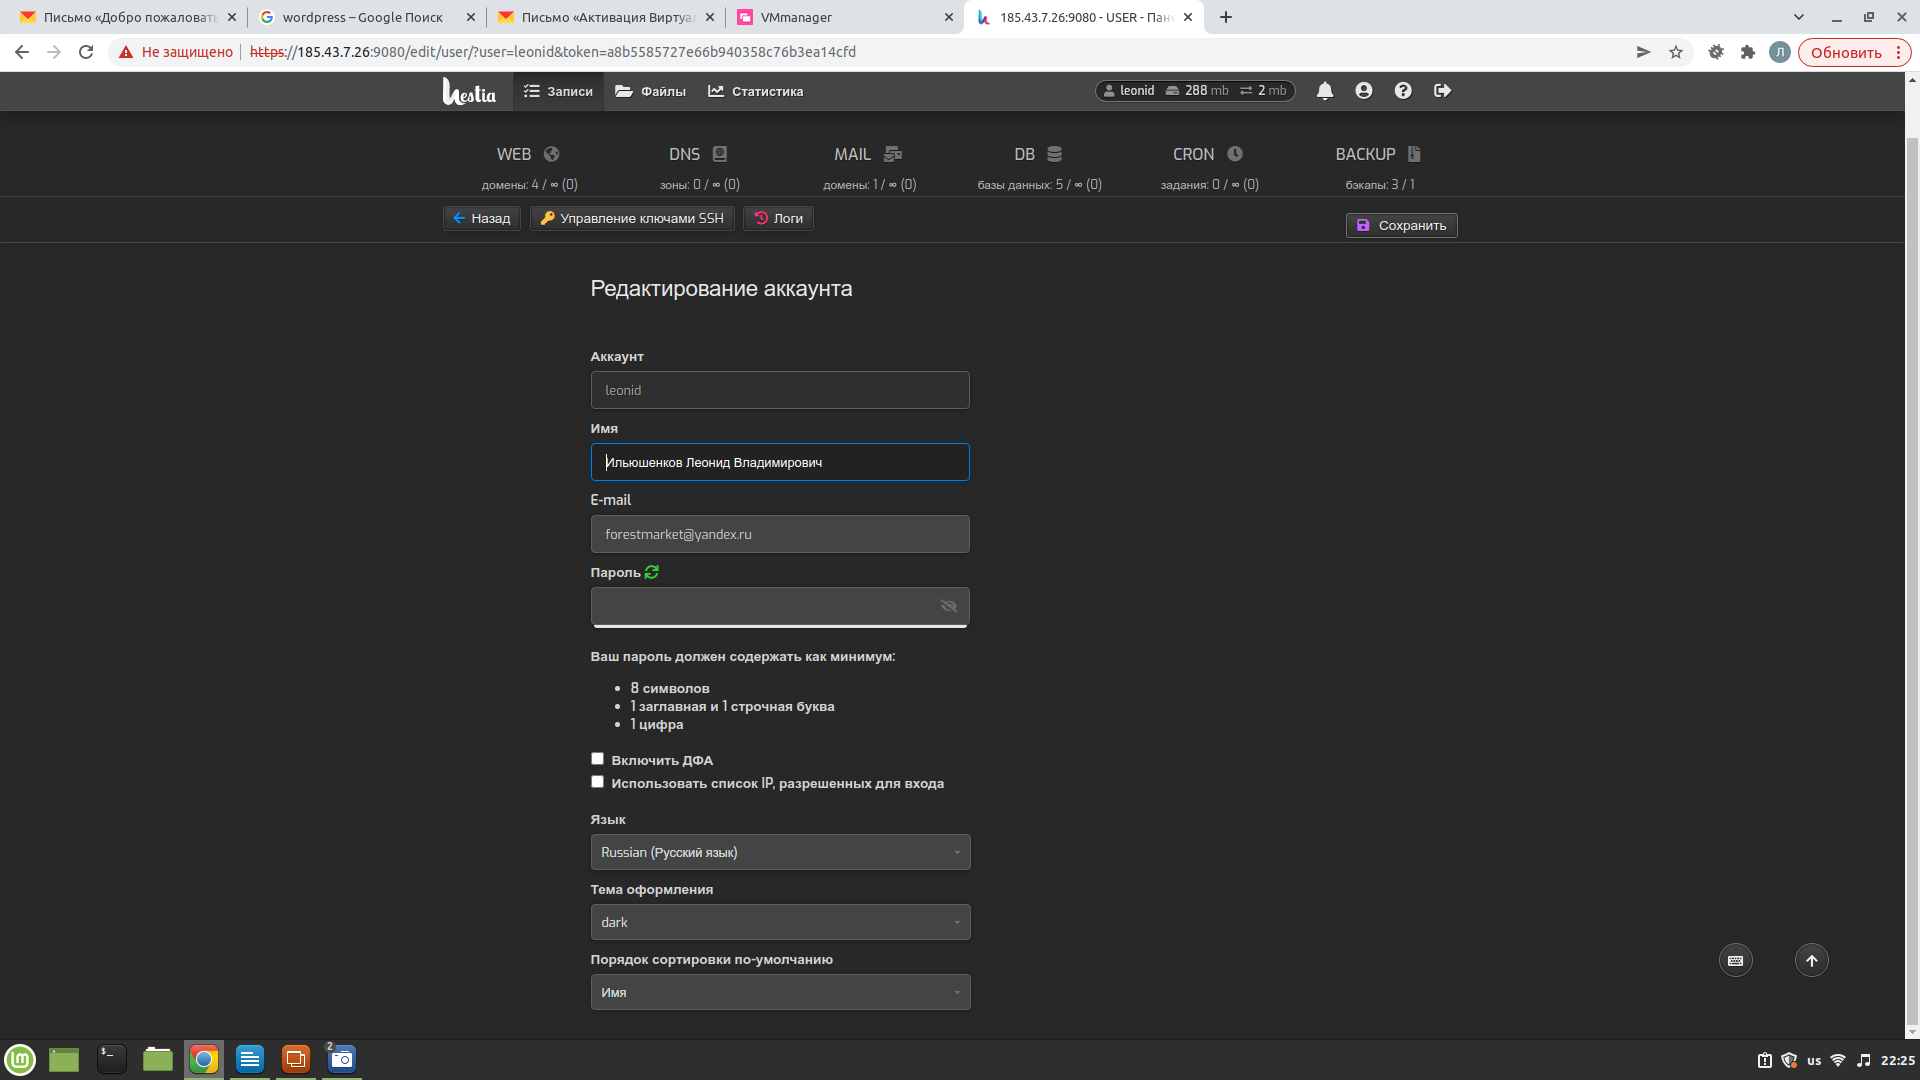 Письмо «Добро пожаловать
wordpress – Google Поиск
Письмо «Активация Виртуа
VMmanager
185.43.7.26:9080 - USER - Пан
Не защищено
https://185.43.7.26:9080/edit/user/?user=leonid&token=a8b5585727e66b940358c76b3ea14cfd
Л
Обновить
hestia
Записи
Файлы
Статистика
leonid 288 mb 2 mb
WEB
DNS
MAIL
DB
CRON
BACKUP
домены: 4 / ∞ (0)
зоны: 0 / ∞ (0)
домены: 1 / ∞ (0)
базы данных: 5 / ∞ (0)
задания: 0 / ∞ (0)
бэкапы: 3 / 1
Назад
Управление ключами SSH
Логи
Сохранить
Редактирование аккаунта
Аккаунт
leonid
Имя
Ильюшенков Леонид Владимирович
E-mail
forestmarket@yandex.ru
Пароль
Ваш пароль должен содержать как минимум:
8 символов
1 заглавная и 1 строчная буква
1 цифра
Включить ДФА
Использовать список IP, разрешенных для входа
Язык
Russian (Русский язык)
Тема оформления
dark
Порядок сортировки по-умолчанию
Имя
2
us
22:25